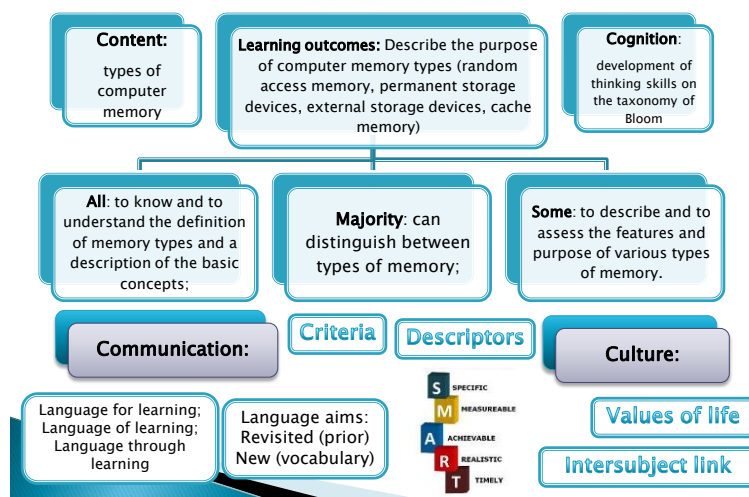 Content:
types of
computer
memory
Learning outcomes: Describe the purpose
of computer memory types (random
access memory, permanent storage
devices, external storage devices, cache
memory)
Cognition:
development of
thinking skills on
the taxonomy of
Bloom
All: to know and to
understand the definition
of memory types and a
description of the basic
concepts;
Majority: can
distinguish between
types of memory;
Some: to describe and to
assess the features and
purpose of various types
of memory.
Communication:
Criteria
Descriptors
Culture:
Language for learning;
Language of learning;
Language through
learning
Language aims:
Revisited (prior)
New (vocabulary)
S SPECIFIC
M MEASUREABLE
A ACHIEVABLE
R REALISTIC
T TIMELY
Values of life
Intersubject link